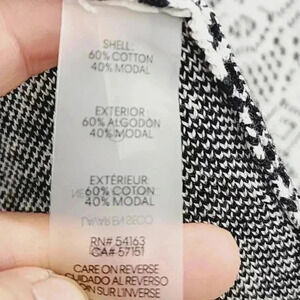 SHELL:
60% COTTON
40% MODAL
EXTERIOR
60% ALGODÓN
40% MODAL
EXTÉRIEUR:
60% COTON
40% MODAL
RN# 54163
CA# 57151
CARE ON REVERSE
CUIDADO AL REVERSO
SOIN SUR L'INVERSE